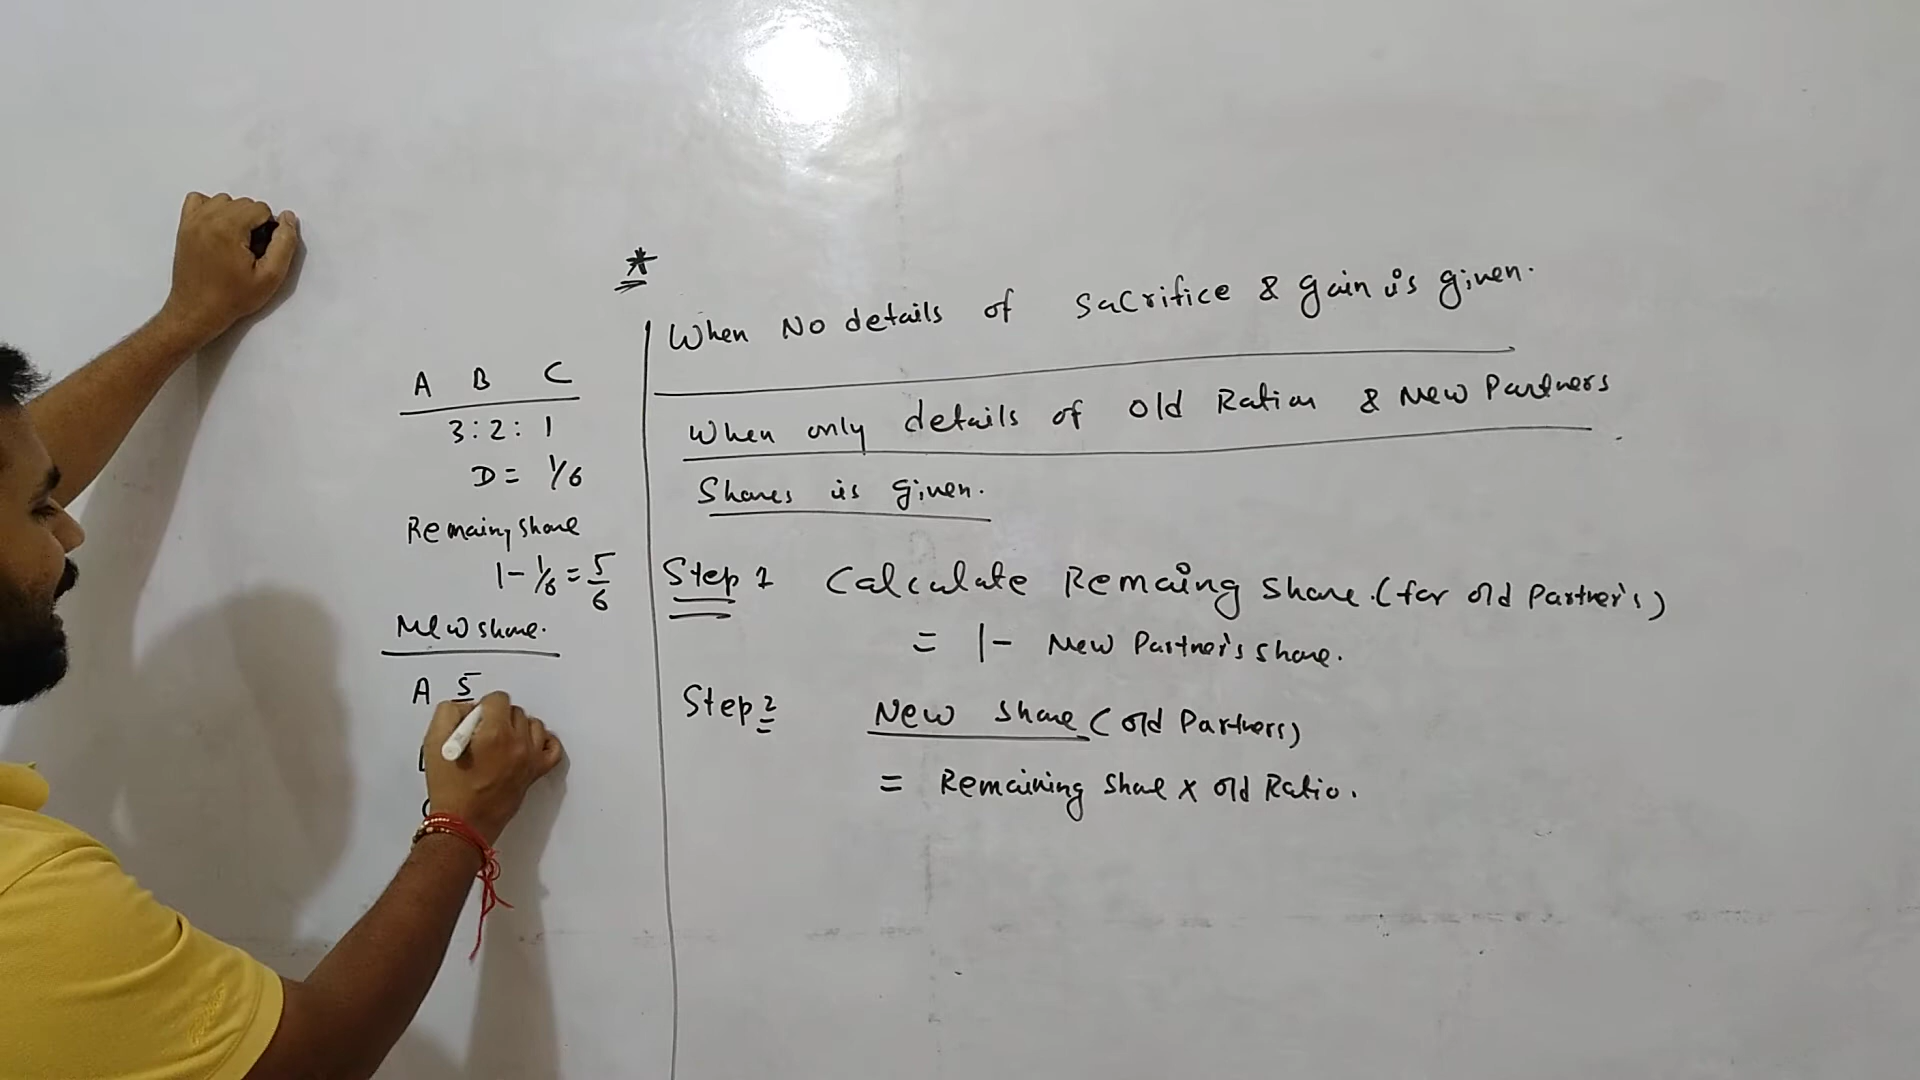 *
When No details of Sacrifice & gain is given.
When only details of old Ration & New Partners
Shares is given.
Step 1 Calculate Remaing Share. (for old Partner's)
= 1 - New Partner's share.
Step 2 New Share (old Partners)
= Remaining Share x old Ratio.
A B C
3 : 2 : 1
D = 1/6
Remaing share
1 - 1/6 = 5/6
New share.
A 5